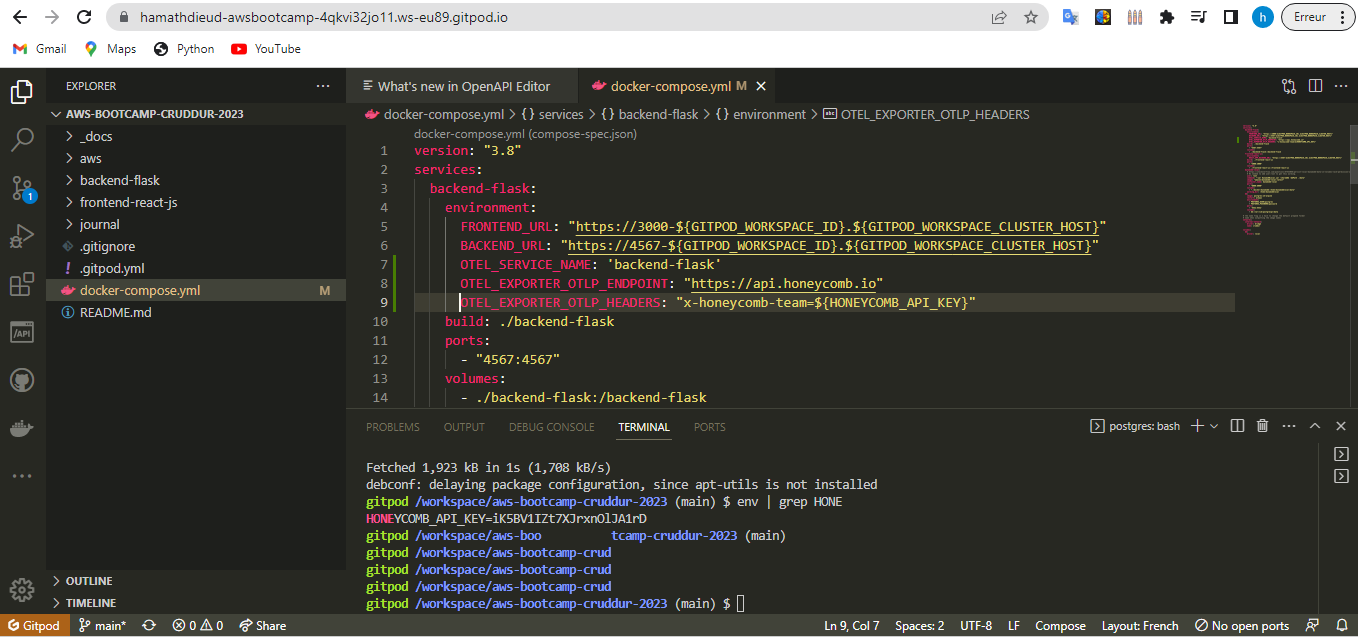 hamathdieud-awsbootcamp-4qkvi32jo11.ws-eu89.gitpod.io
h
Erreur
Gmail
Maps
Python
YouTube
EXPLORER
What's new in OpenAPI Editor
docker-compose.yml M
AWS-BOOTCAMP-CRUDDUR-2023
docker-compose.yml > {} services > {} backend-flask > {} environment > OTEL_EXPORTER_OTLP_HEADERS
_docs
aws
backend-flask
frontend-react-js
journal
.gitignore
.gitpod.yml
docker-compose.yml M
README.md
1
/API
docker-compose.yml (compose-spec.json)
1 version: "3.8"
2 services:
3 backend-flask:
4 environment:
5 FRONTEND_URL: "https://3000-${GITPOD_WORKSPACE_ID}.${GITPOD_WORKSPACE_CLUSTER_HOST}"
6 BACKEND_URL: "https://4567-${GITPOD_WORKSPACE_ID}.${GITPOD_WORKSPACE_CLUSTER_HOST}"
7 OTEL_SERVICE_NAME: 'backend-flask'
8 OTEL_EXPORTER_OTLP_ENDPOINT: "https://api.honeycomb.io"
9 OTEL_EXPORTER_OTLP_HEADERS: "x-honeycomb-team=${HONEYCOMB_API_KEY}"
10 build: ./backend-flask
11 ports:
12 - "4567:4567"
13 volumes:
14 - ./backend-flask:/backend-flask
PROBLEMS OUTPUT DEBUG CONSOLE TERMINAL PORTS
postgres: bash
Fetched 1,923 kB in 1s (1,708 kB/s)
debconf: delaying package configuration, since apt-utils is not installed
gitpod /workspace/aws-bootcamp-cruddur-2023 (main) $ env | grep HONE
HONEYCOMB_API_KEY=iK5BV1IZt7XJrxnOlJA1rD
gitpod /workspace/aws-boo tcamp-cruddur-2023 (main)
gitpod /workspace/aws-bootcamp-crud
gitpod /workspace/aws-bootcamp-crud
gitpod /workspace/aws-bootcamp-crud
gitpod /workspace/aws-bootcamp-cruddur-2023 (main) $
OUTLINE
TIMELINE
Gitpod
main*
0 0
Share
Ln 9, Col 7
Spaces: 2
UTF-8
LF
Compose
Layout: French
No open ports